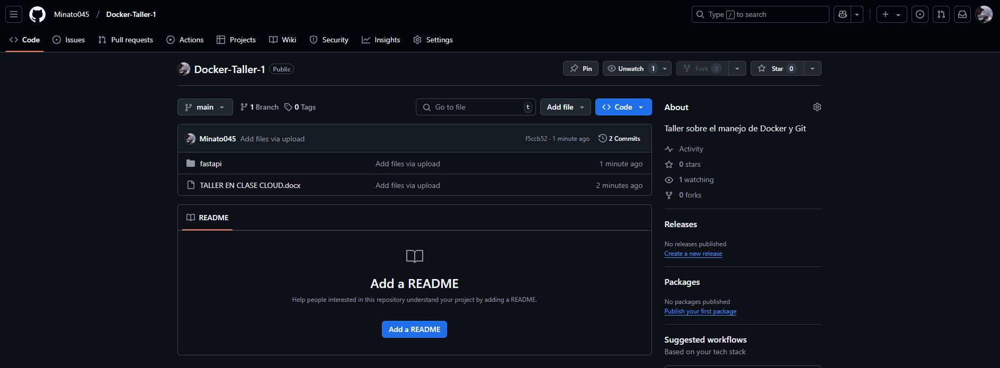 Minato045 / Docker-Taller-1
Type / to search
Code Issues Pull requests Actions Projects Wiki Security Insights Settings
Docker-Taller-1 Public
Pin Unwatch 1 Fork 0 Star 0
main 1 Branch 0 Tags
Go to file t
Add file
Code
Minato045 Add files via upload f5ccb52 · 1 minute ago 2 Commits
fastapi Add files via upload 1 minute ago
TALLER EN CLASE CLOUD.docx Add files via upload 2 minutes ago
README
Add a README
Help people interested in this repository understand your project by adding a README.
Add a README
About
Taller sobre el manejo de Docker y Git
Activity
0 stars
1 watching
0 forks
Releases
No releases published
Create a new release
Packages
No packages published
Publish your first package
Suggested workflows
Based on your tech stack